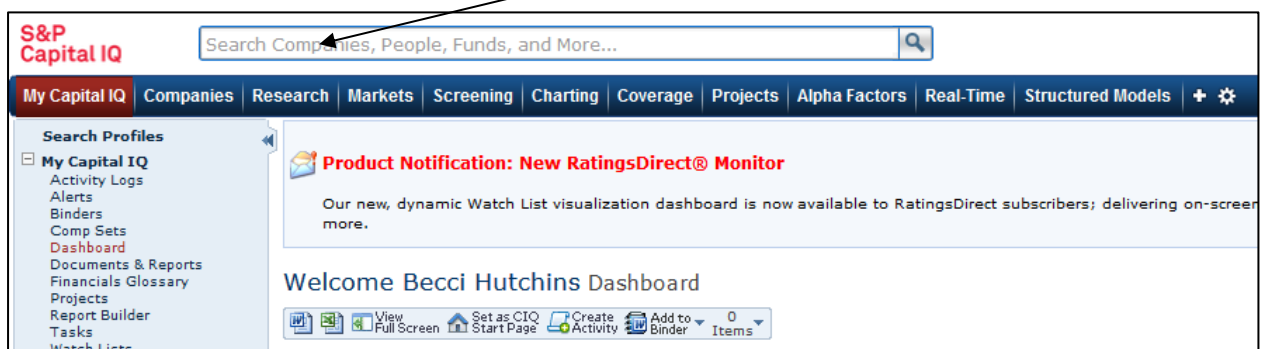 S&P
Capital IQ
Search Companies, People, Funds, and More...
My Capital IQ Companies Research Markets Screening Charting Coverage Projects Alpha Factors Real-Time Structured Models
Search Profiles
My Capital IQ
Activity Logs
Alerts
Binders
Comp Sets
Dashboard
Documents & Reports
Financials Glossary
Projects
Report Builder
Tasks
Watch Lists
Product Notification: New RatingsDirect® Monitor
Our new, dynamic Watch List visualization dashboard is now available to RatingsDirect subscribers; delivering on-screen
more.
Welcome Becci Hutchins Dashboard
View Full Screen Set as CIQ Start Page Create Activity Add to Binder 0 Items